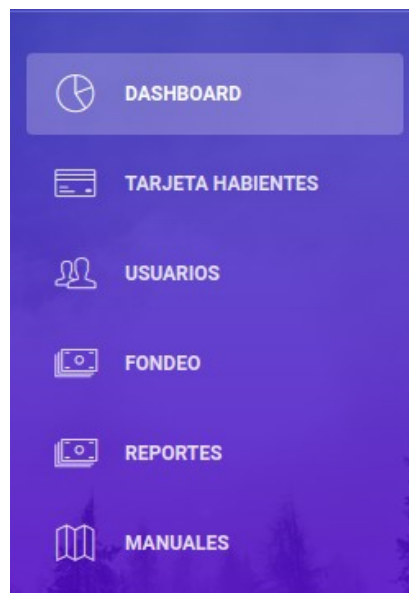 DASHBOARD
TARJETA HABIENTES
USUARIOS
FONDEO
REPORTES
MANUALES